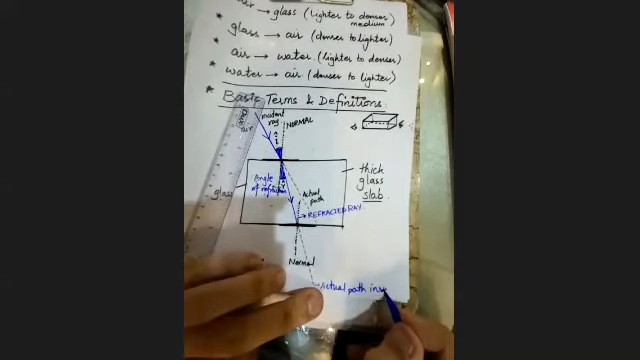 air → glass (lighter to denser medium)
* glass → air (denser to lighter)
* air → water (lighter to denser)
* water → air (denser to lighter)
* Basic Terms & Definitions
incident ray
NORMAL
air
i
thick glass slab
Angle of refraction
r
Actual path
glass
REFRACTED RAY
Normal
Actual path in